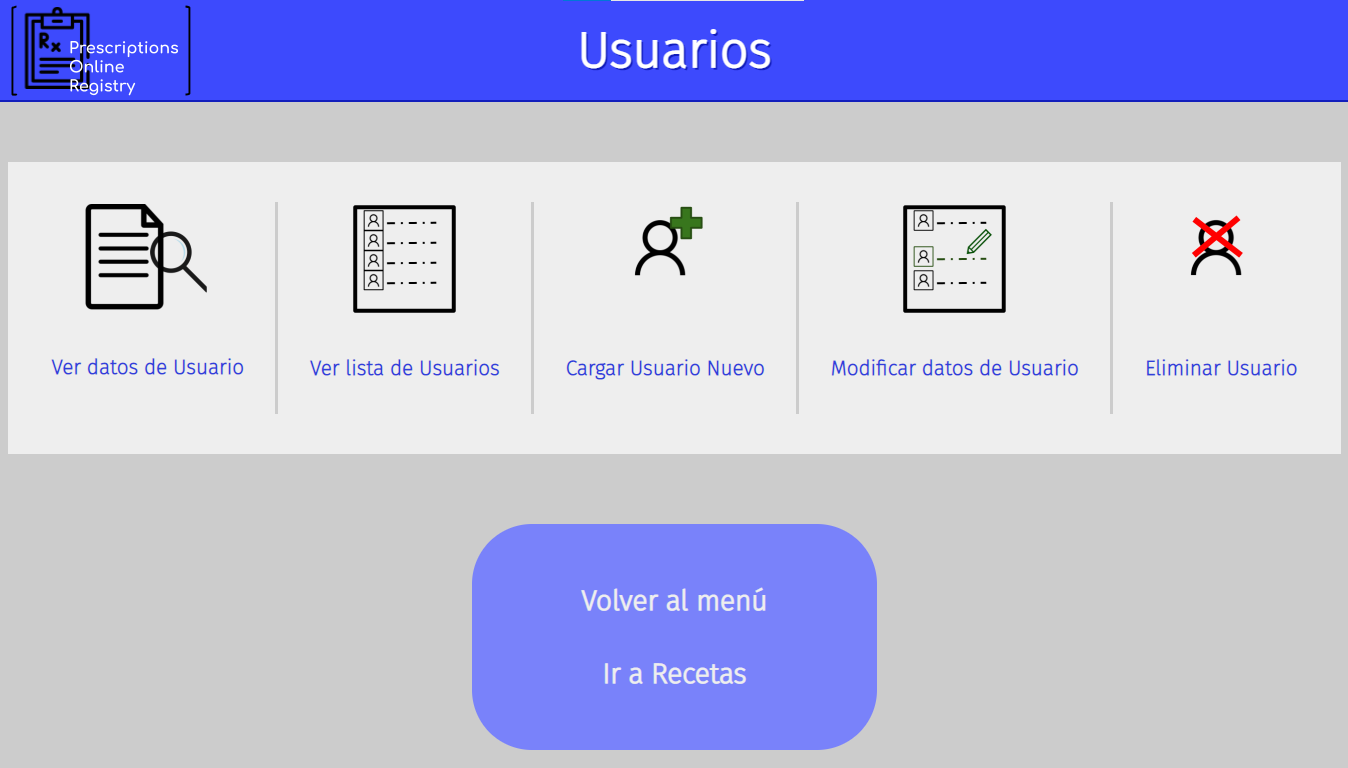 Rx
Prescriptions
Online
Registry
Usuarios
Ver datos de Usuario
Ver lista de Usuarios
Cargar Usuario Nuevo
Modificar datos de Usuario
Eliminar Usuario
Volver al menú
Ir a Recetas